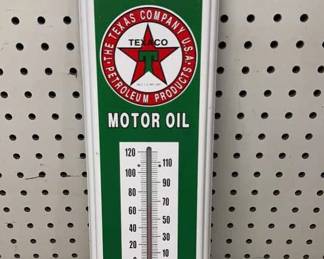 THE TEXAS COMPANY U.S.A.
TEXACO
T
PETROLEUM PRODUCTS
MOTOR OIL
120
110
100
90
80
70
60
50
40
30
20
10
0